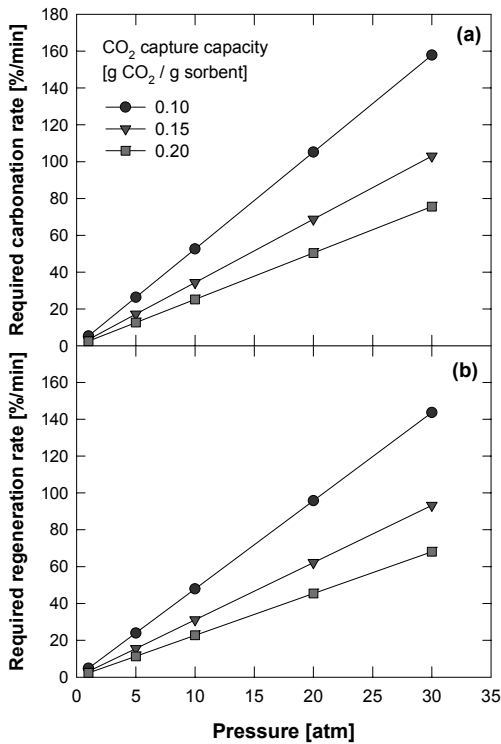 (a)
CO₂ capture capacity
[g CO₂ / g sorbent]
0.10
0.15
0.20
Required carbonation rate [%/min]
160
140
120
100
80
60
40
20
0
(b)
Required regeneration rate [%/min]
160
140
120
100
80
60
40
20
0
0 5 10 15 20 25 30 35
Pressure [atm]